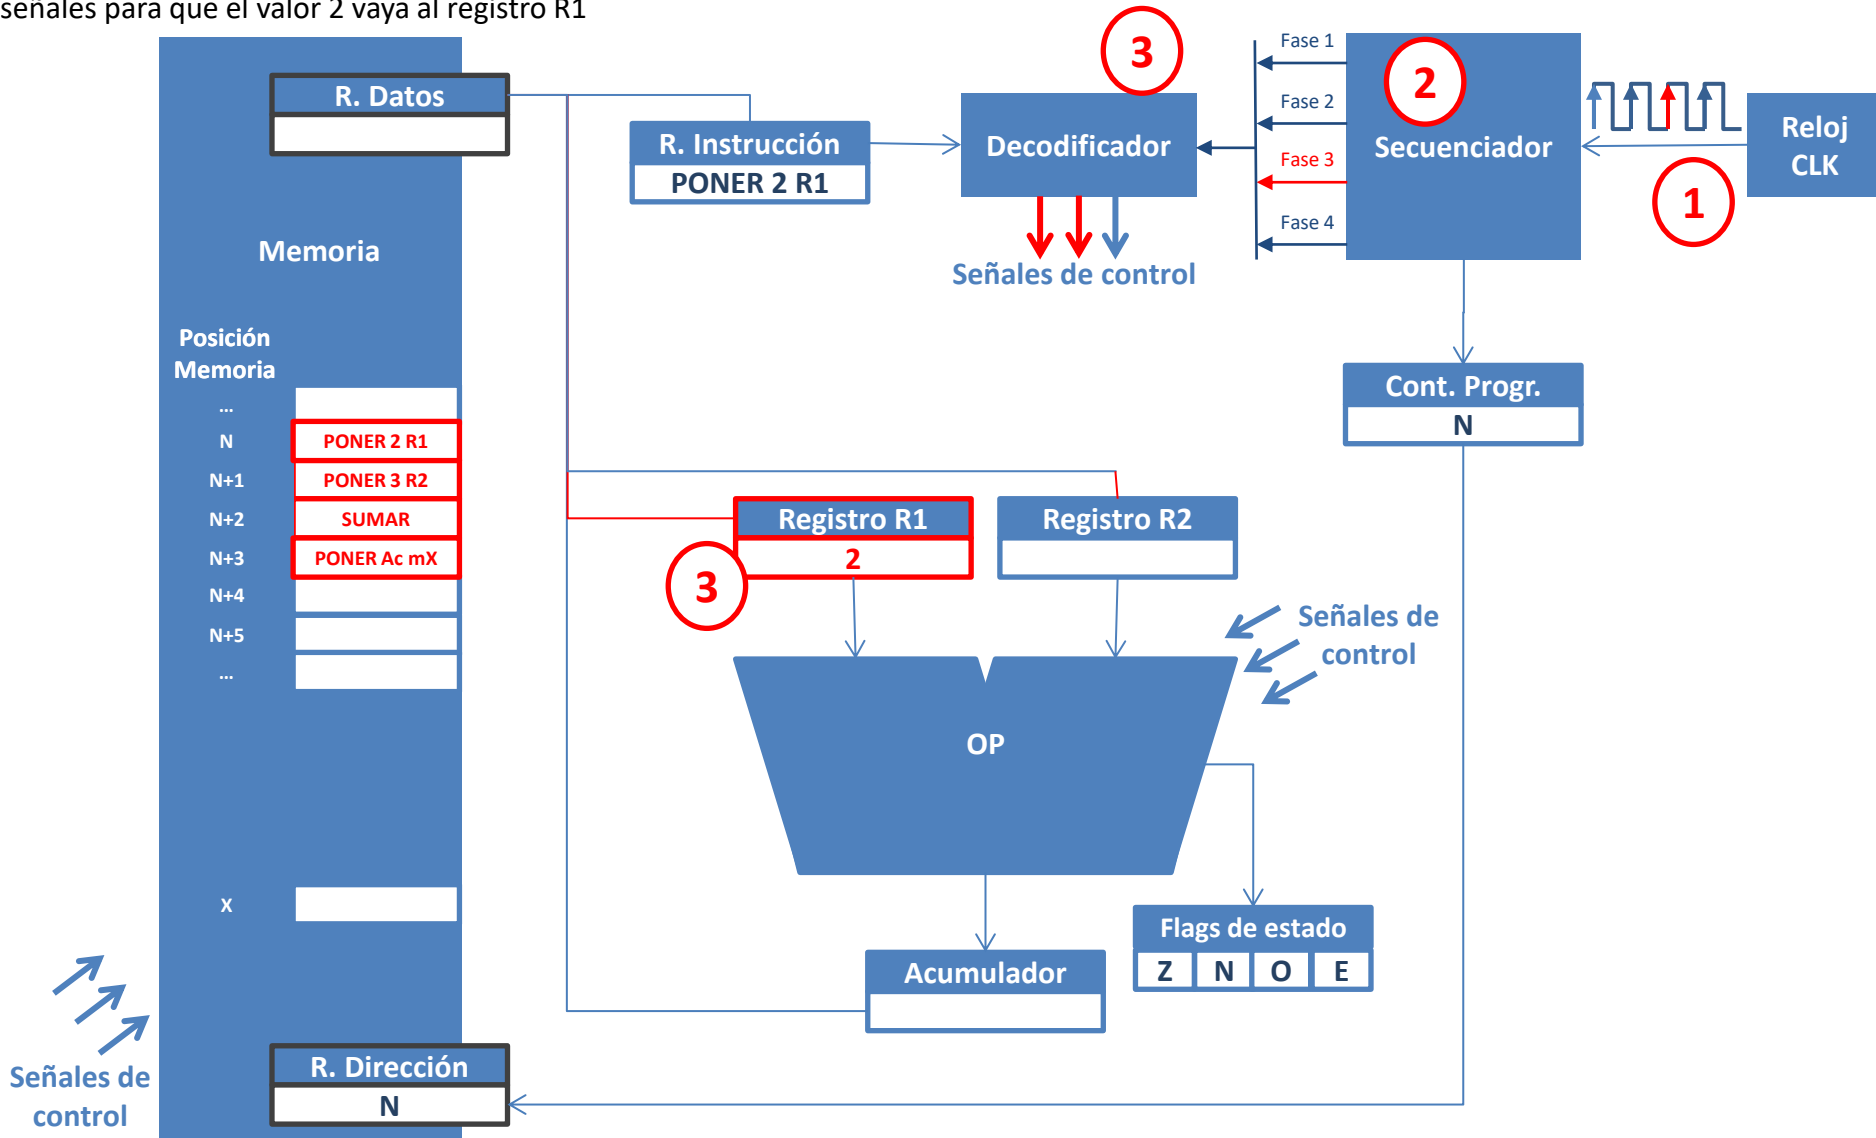 señales para que el valor 2 vaya al registro R1
R. Datos
R. Instrucción
PONER 2 R1
3
Decodificador
Señales de control
Fase 1
Fase 2
Fase 3
Fase 4
2
Secuenciador
1
Reloj
CLK
Memoria
Posición
Memoria
...
N PONER 2 R1
N+1 PONER 3 R2
N+2 SUMAR
N+3 PONER Ac mX
N+4
N+5
...
X
Cont. Progr.
N
Registro R1
2
3
Registro R2
Señales de
control
OP
Flags de estado
Z N O E
Acumulador
Señales de
control
R. Dirección
N